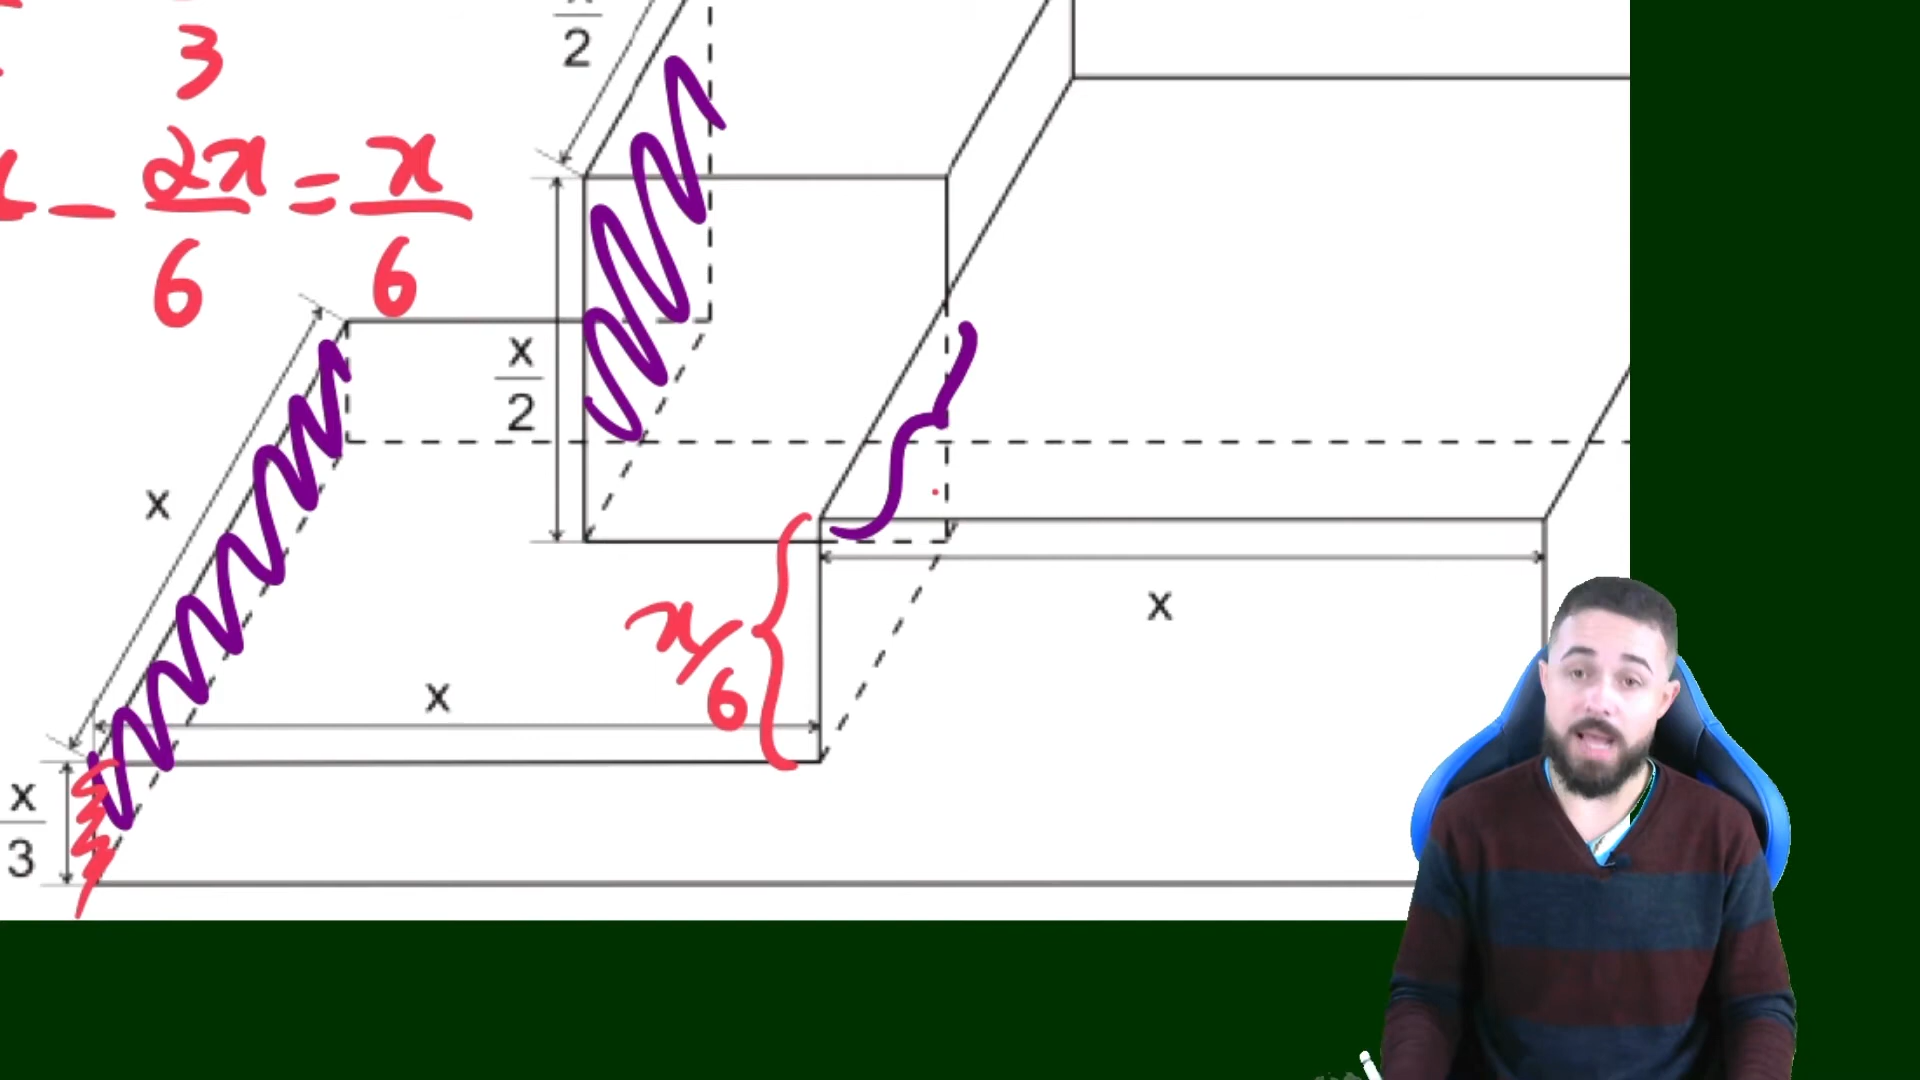 x/2
3
x - 2x/6 = x/6
x/2
x
x/6
x
x
x/3